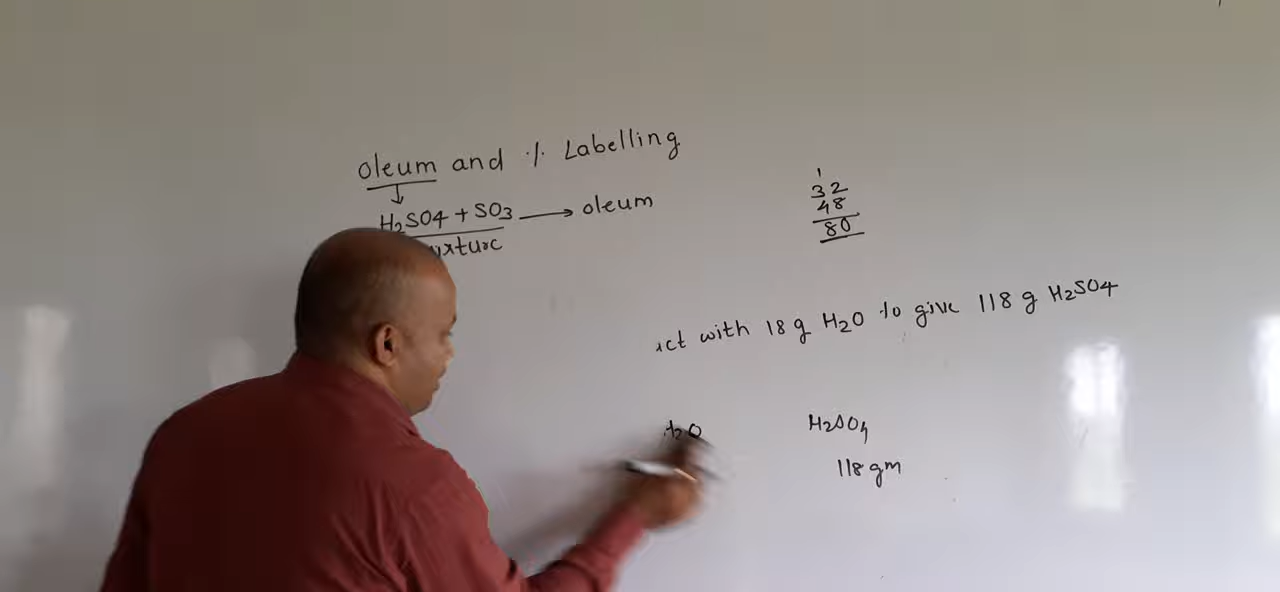 oleum and % Labelling
H2SO4 + SO3 → oleum
1
32
48
80
with 18 g H2O to give 118 g H2SO4
H2SO4
118 gm